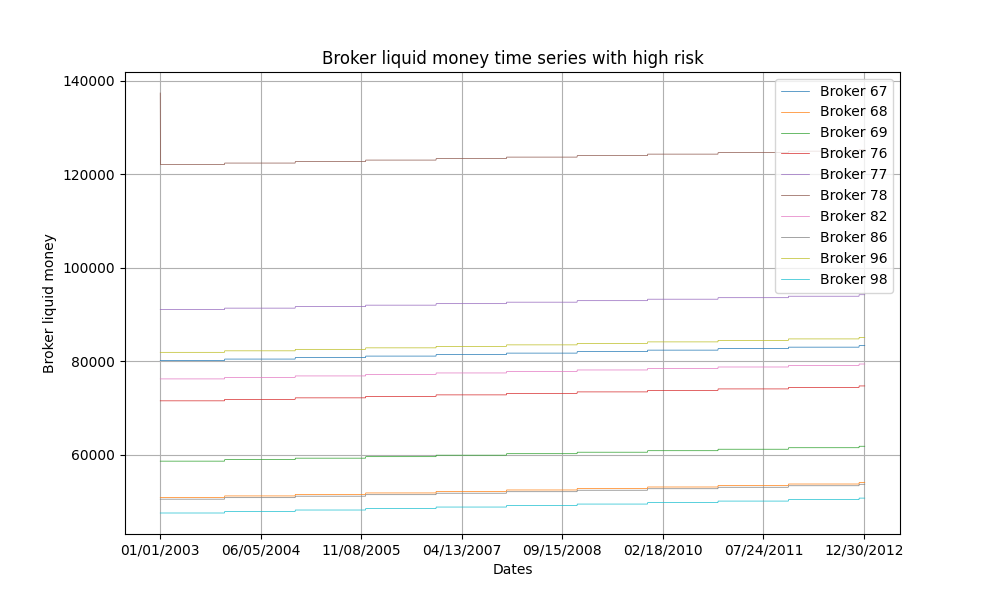 Broker liquid money time series with high risk
140000
120000
100000
80000
60000
Broker liquid money
Broker 67
Broker 68
Broker 69
Broker 76
Broker 77
Broker 78
Broker 82
Broker 86
Broker 96
Broker 98
01/01/2003 06/05/2004 11/08/2005 04/13/2007 09/15/2008 02/18/2010 07/24/2011 12/30/2012
Dates